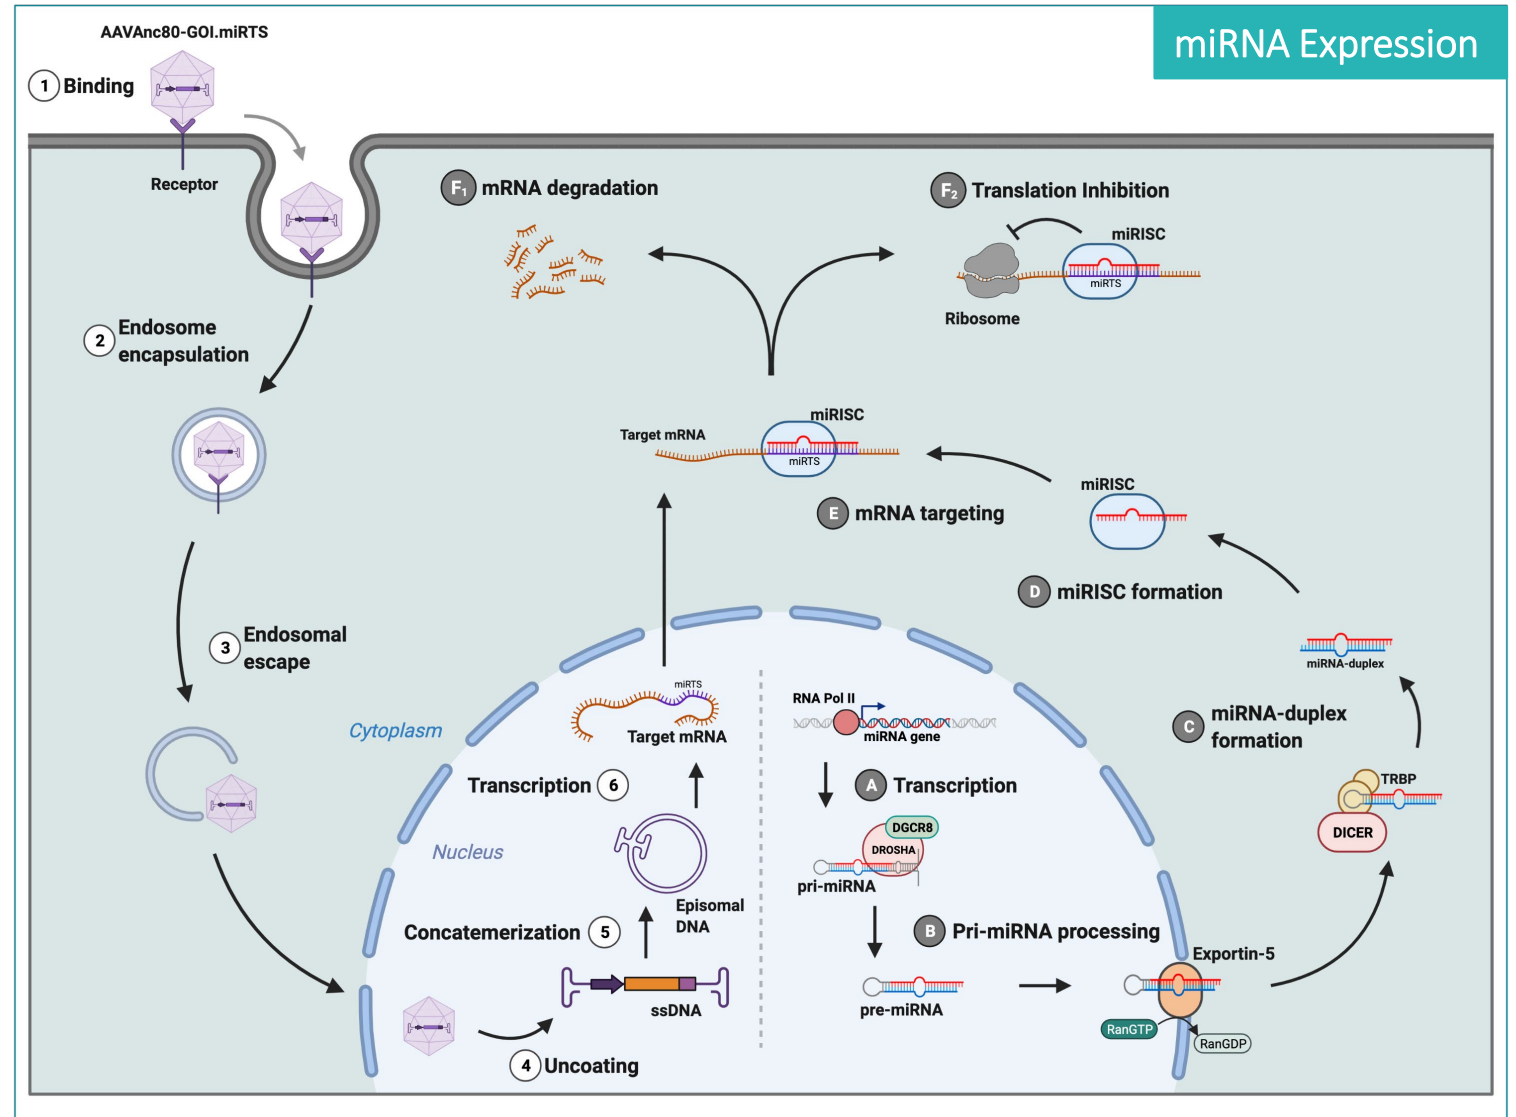 miRNA Expression
AAVAnc80-GOI.miRTS
1 Binding
Receptor
2 Endosome
encapsulation
3 Endosomal
escape
Cytoplasm
Nucleus
4 Uncoating
ssDNA
Concatemerization 5
Episomal
DNA
Transcription 6
miRTS
Target mRNA
RNA Pol II
miRNA gene
A Transcription
DGCR8
DROSHA
pri-miRNA
B Pri-miRNA processing
pre-miRNA
Exportin-5
RanGTP
RanGDP
TRBP
DICER
C miRNA-duplex
formation
miRNA-duplex
D miRISC formation
miRISC
E mRNA targeting
Target mRNA
miRISC
miRTS
F1 mRNA degradation
F2 Translation Inhibition
miRISC
miRTS
Ribosome